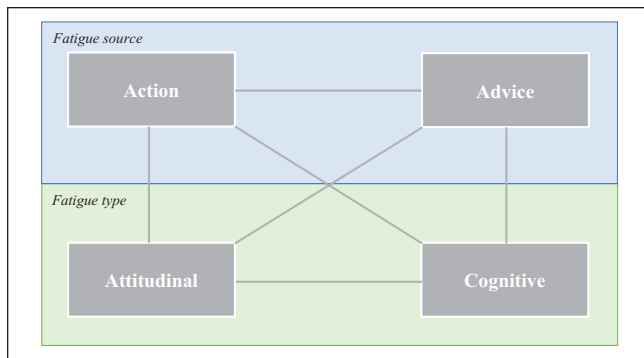 Fatigue source
Action
Advice
Fatigue type
Attitudinal
Cognitive